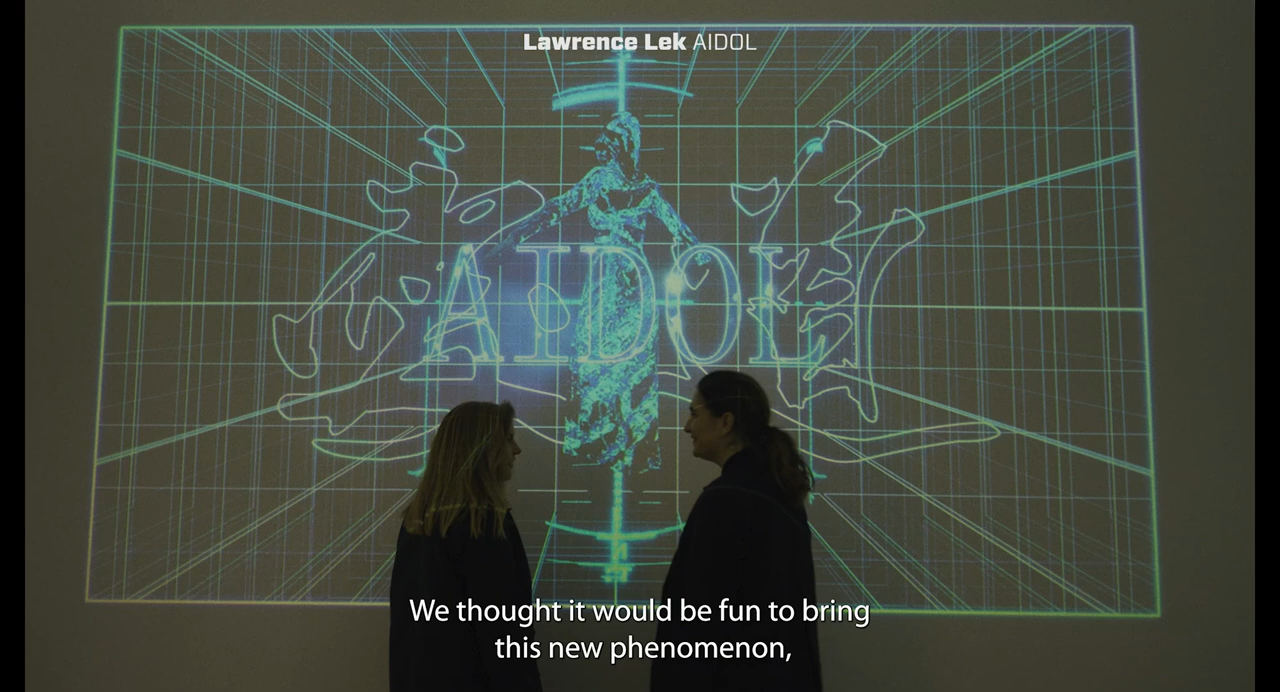 Lawrence Lek AIDOL
AIDOL
We thought it would be fun to bring
this new phenomenon,